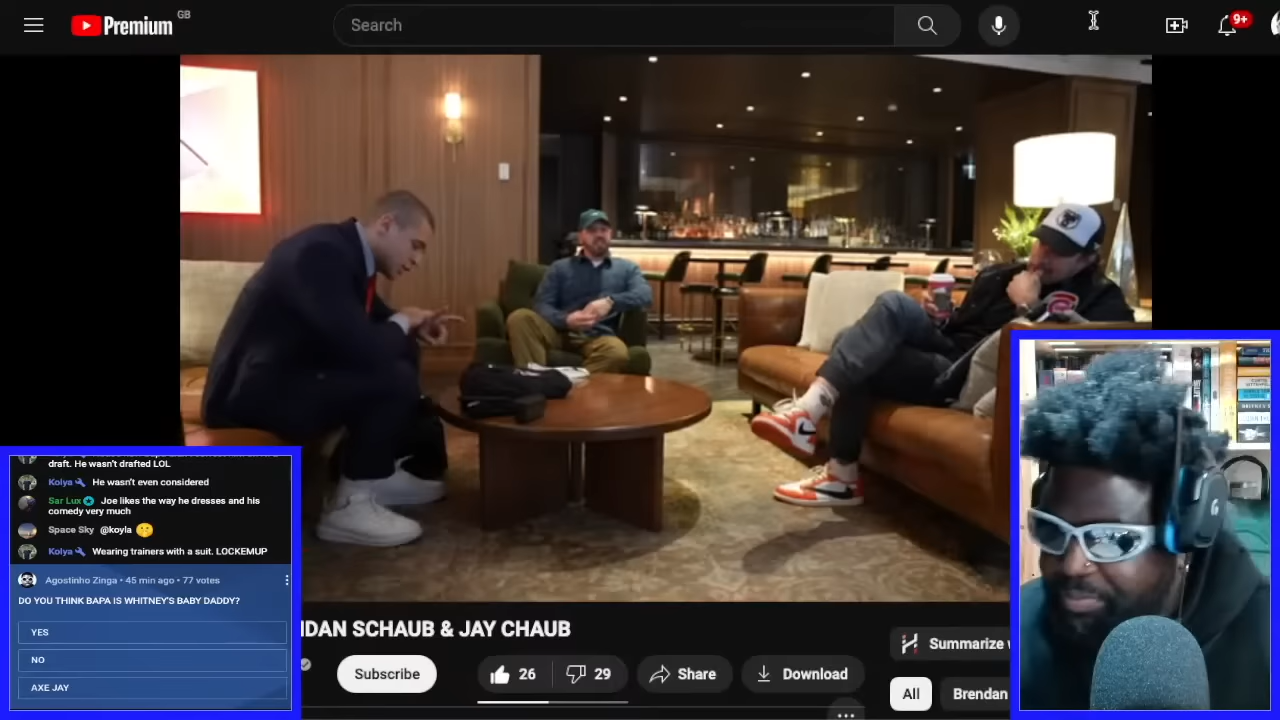 Premium GB
Search
9+
draft. He wasn't drafted LOL
Kolya He wasn't even considered
Sar Lux Joe likes the way he dresses and his
comedy very much
Space Sky @koyla
Kolya Wearing trainers with a suit. LOCKEMUP
Agostinho Zinga • 45 min ago • 77 votes
DO YOU THINK BAPA IS WHITNEY'S BABY DADDY?
YES
NO
AXE JAY
IDAN SCHAUB & JAY CHAUB
Subscribe
26
29
Share
Download
Summarize
All
Brendan